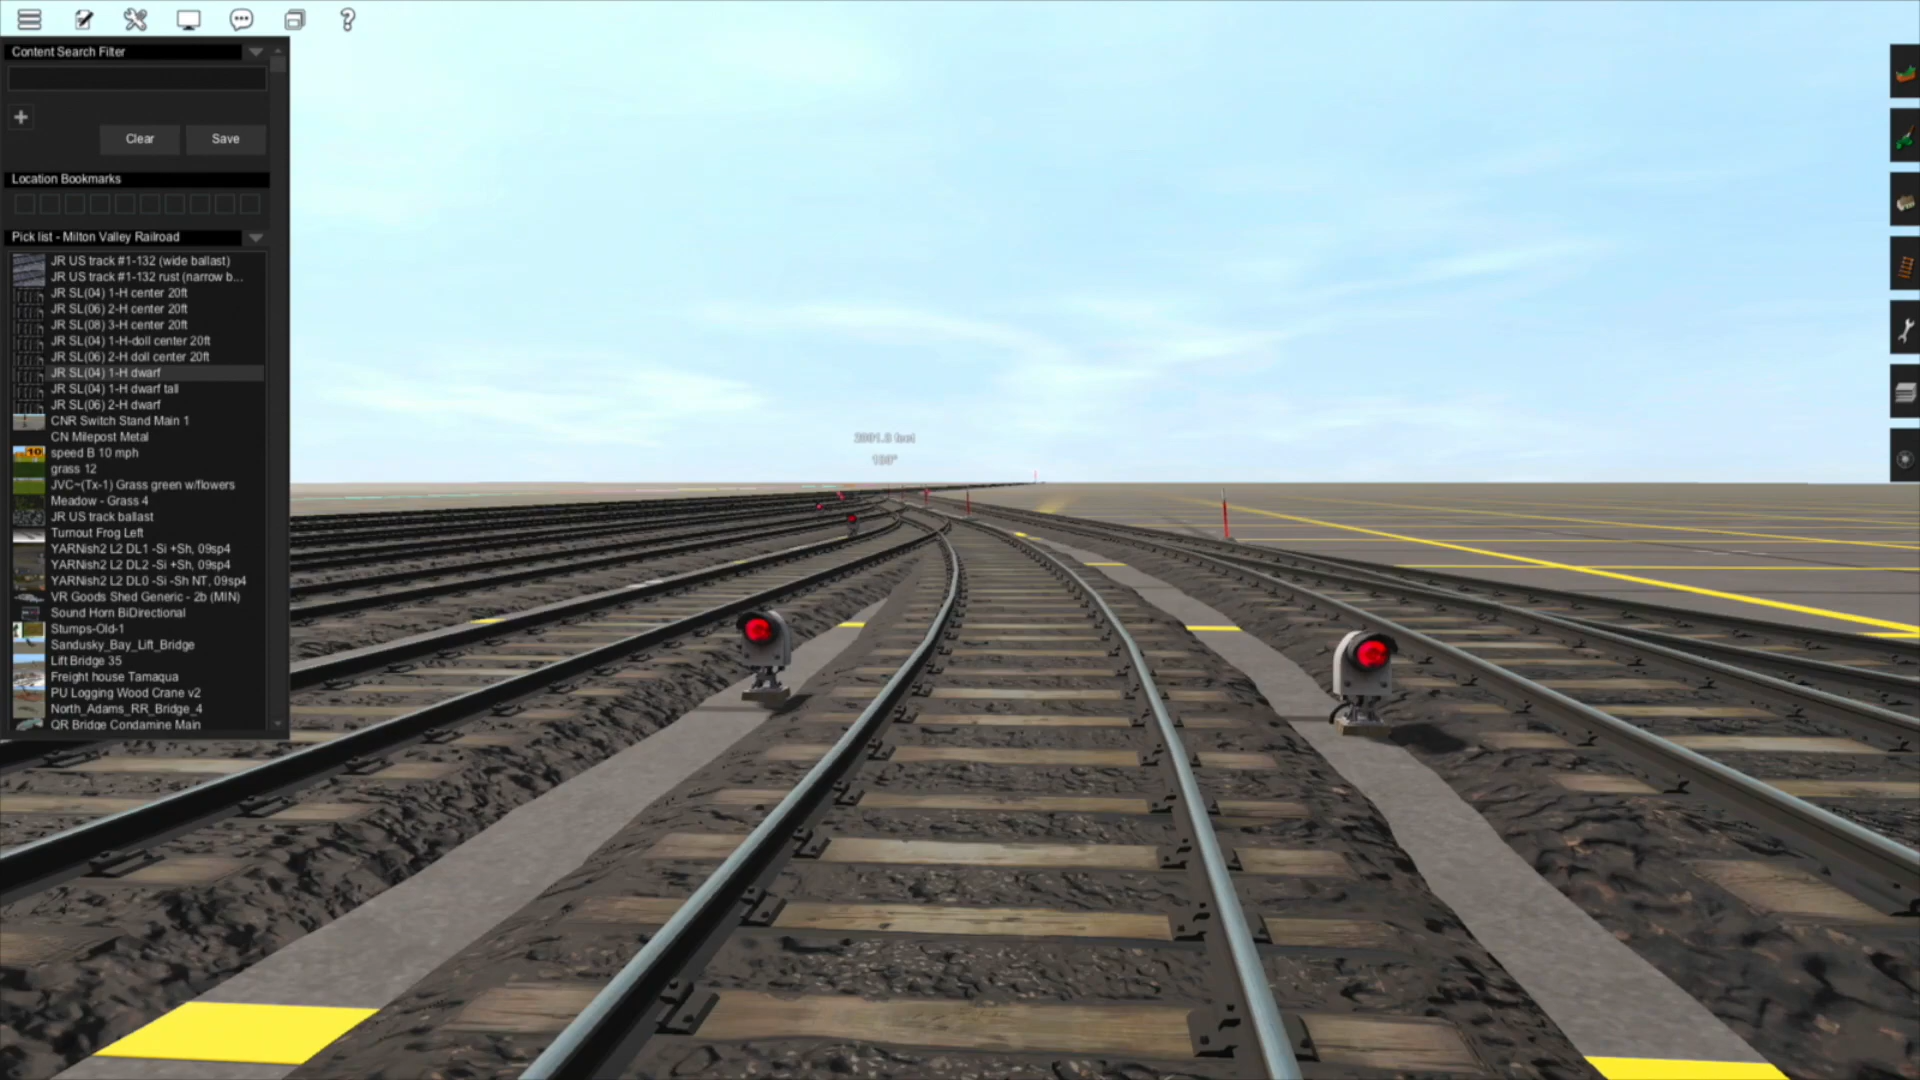 Content Search Filter
Clear Save
Location Bookmarks
Pick list - Milton Valley Railroad
JR US track #1-132 (wide ballast)
JR US track #1-132 rust (narrow b...
JR SL(04) 1-H center 20ft
JR SL(06) 2-H center 20ft
JR SL(08) 3-H center 20ft
JR SL(04) 1-H-doll center 20ft
JR SL(06) 2-H doll center 20ft
JR SL(04) 1-H dwarf
JR SL(04) 1-H dwarf tall
JR SL(06) 2-H dwarf
CNR Switch Stand Main 1
CN Milepost Metal
speed B 10 mph
grass 12
JVC~(Tx-1) Grass green w/flowers
Meadow - Grass 4
JR US track ballast
Turnout Frog Left
YARNish2 L2 DL1 -Si +Sh, 09sp4
YARNish2 L2 DL2 -Si +Sh, 09sp4
YARNish2 L2 DL0 -Si -Sh NT, 09sp4
VR Goods Shed Generic - 2b (MIN)
Sound Horn BiDirectional
Stumps-Old-1
Sandusky_Bay_Lift_Bridge
Lift Bridge 35
Freight house Tamaqua
PU Logging Wood Crane v2
North_Adams_RR_Bridge_4
QR Bridge Condamine Main
feet